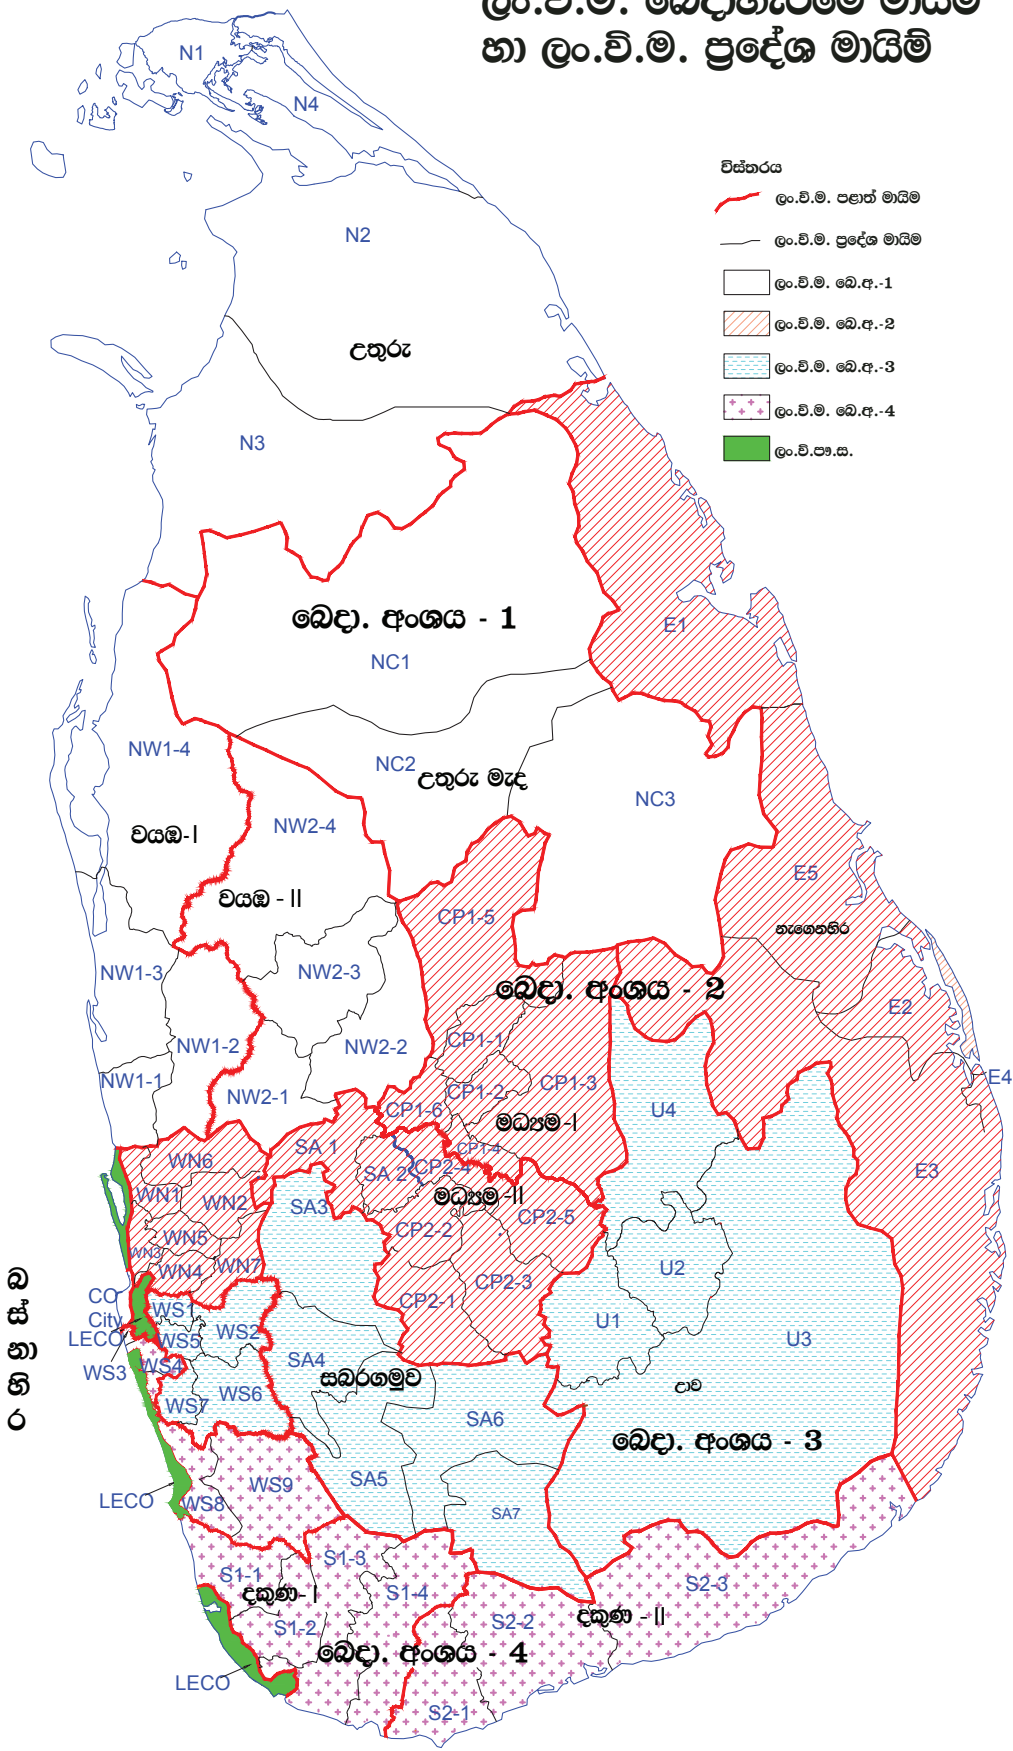 ලං.වි.ම. බෙදාහැරීමේ මායිම්
හා ලං.වි.ම. ප්‍රදේශ මායිම්
විස්තරය
ලං.වි.ම. පළාත් මායිම
ලං.වි.ම. ප්‍රදේශ මායිම
ලං.වි.ම. බෙ.අ.-1
ලං.වි.ම. බෙ.අ.-2
ලං.වි.ම. බෙ.අ.-3
ලං.වි.ම. බෙ.අ.-4
ලං.වි.පෞ.ස.
N1
N4
N2
උතුරු
N3
බෙදා. අංශය - 1
E1
NC1
NW1-4
NC2
උතුරු මැද
NC3
NW2-4
වයඹ-I
E5
වයඹ - II
CP1-5
නැගෙනහිර
NW1-3
NW2-3
බෙදා. අංශය - 2
E2
NW1-2
NW2-2
CP1-1
E4
NW1-1
NW2-1
CP1-2
CP1-3
CP1-6
U4
මධ්‍යම-I
SA 1
CP1-4
WN6
SA 2
CP2-4
E3
WN1
WN2
SA3
මධ්‍යම-II
CP2-5
WN5
CP2-2
WN3
WN4
WN7
U2
CP2-3
CP2-1
බස්නාහිර
CO
City
LECO
WS1
WS2
U1
U3
WS5
WS3
WS4
SA4
සබරගමුව
ඌව
WS7
WS6
SA6
බෙදා. අංශය - 3
SA5
WS9
LECO
WS8
SA7
S1-3
S1-1
දකුණ-I
S1-4
S2-3
S1-2
S2-2
දකුණ - II
බෙදා. අංශය - 4
LECO
S2-1